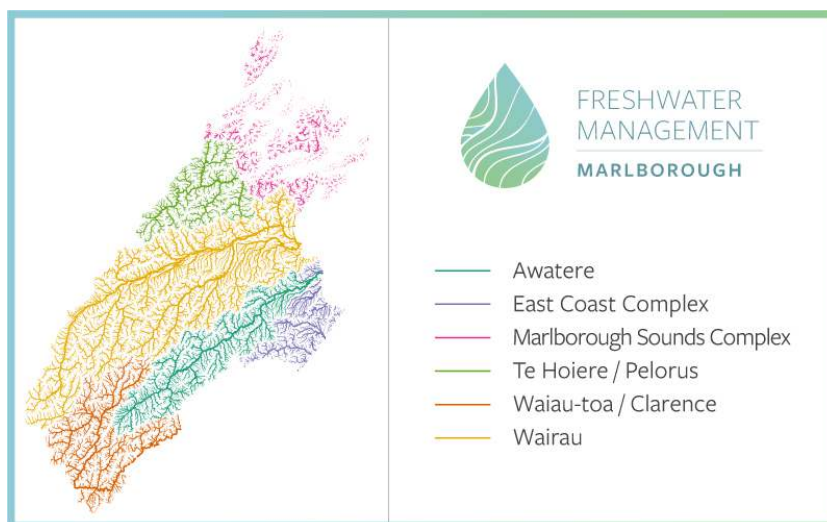 FRESHWATER
MANAGEMENT
MARLBOROUGH
Awatere
East Coast Complex
Marlborough Sounds Complex
Te Hoiere / Pelorus
Waiau-toa / Clarence
Wairau